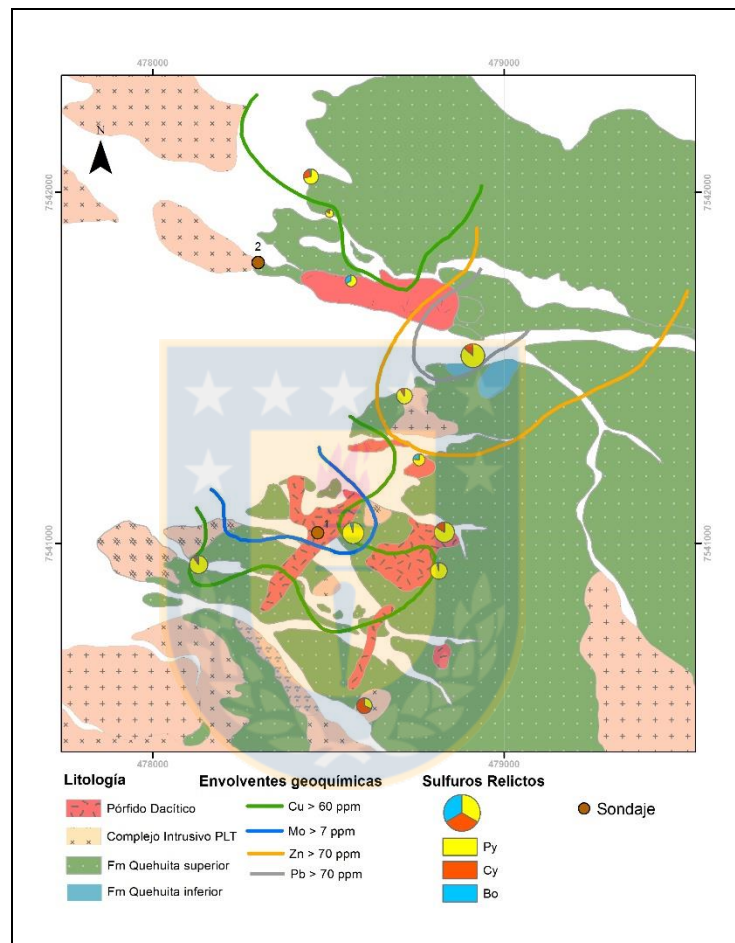 478000 479000
N
7542000 7542000
2
1
7541000 7541000
478000 479000
Litología Envolventes geoquímicas Sulfuros Relictos
Pórfido Dacítico
Complejo Intrusivo PLT
Fm Quehuita superior
Fm Quehuita inferior
Cu > 60 ppm
Mo > 7 ppm
Zn > 70 ppm
Pb > 70 ppm
Py
Cy
Bo
Sondaje